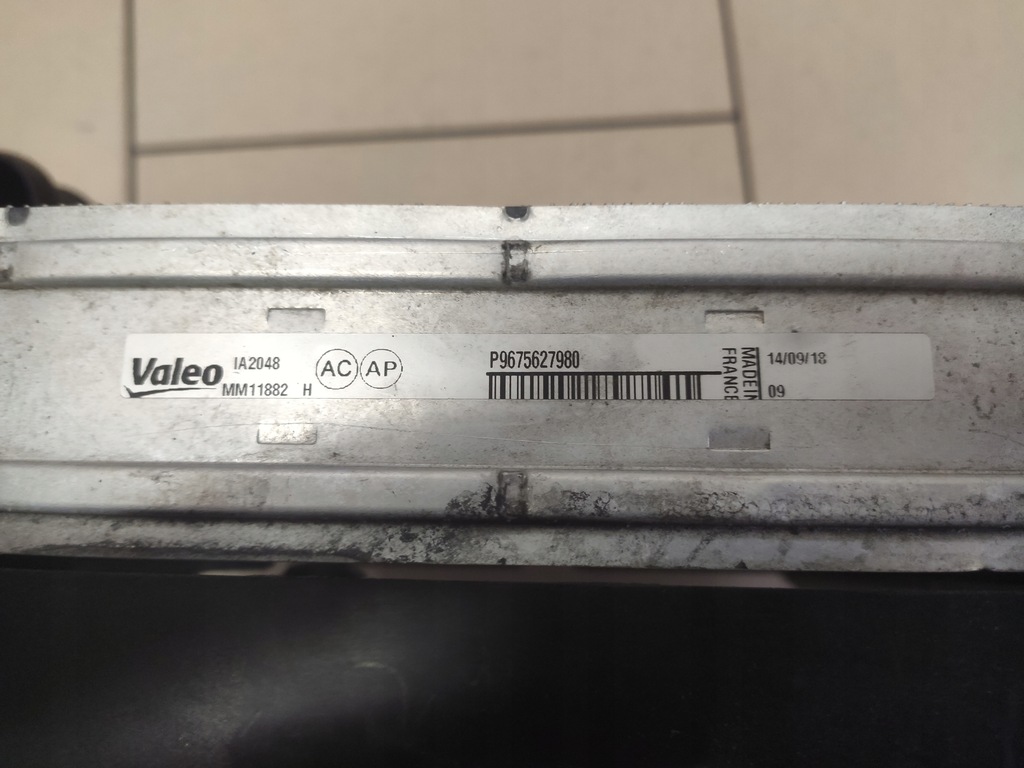 Valeo
IA2048
MM11882 H
AC AP
P9675627980
MADE IN
FRANCE
14/09/18
09